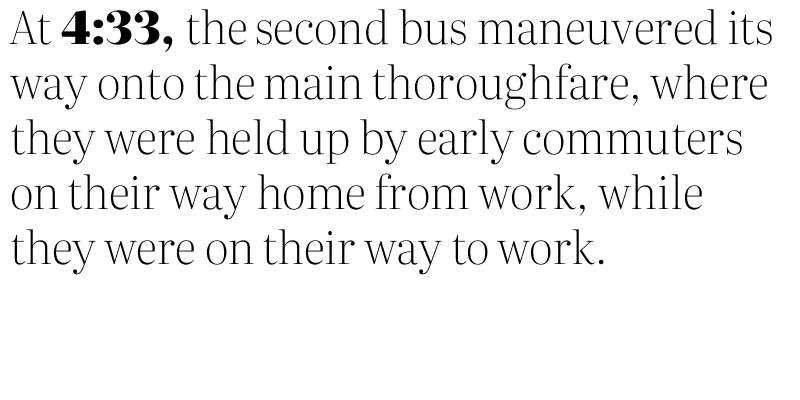 At 4:33, the second bus maneuvered its
way onto the main thoroughfare, where
they were held up by early commuters
on their way home from work, while
they were on their way to work.